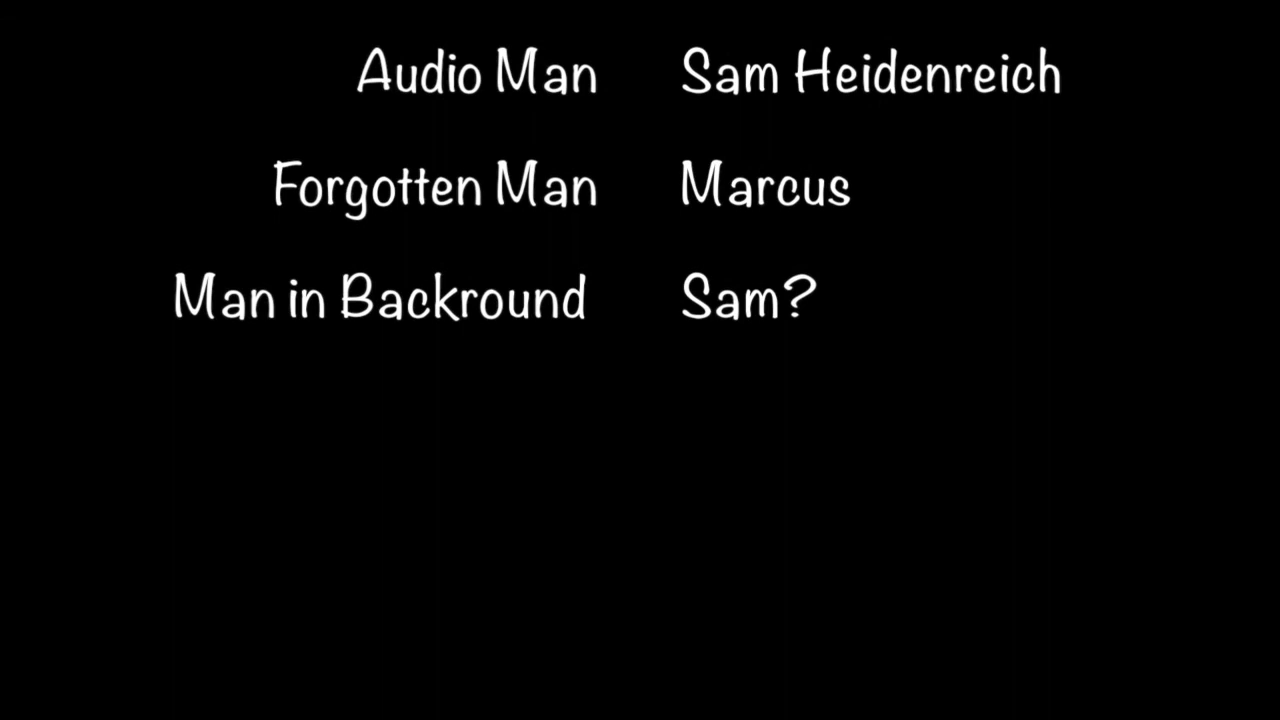 Audio Man Sam Heidenreich
Forgotten Man Marcus
Man in Backround Sam?